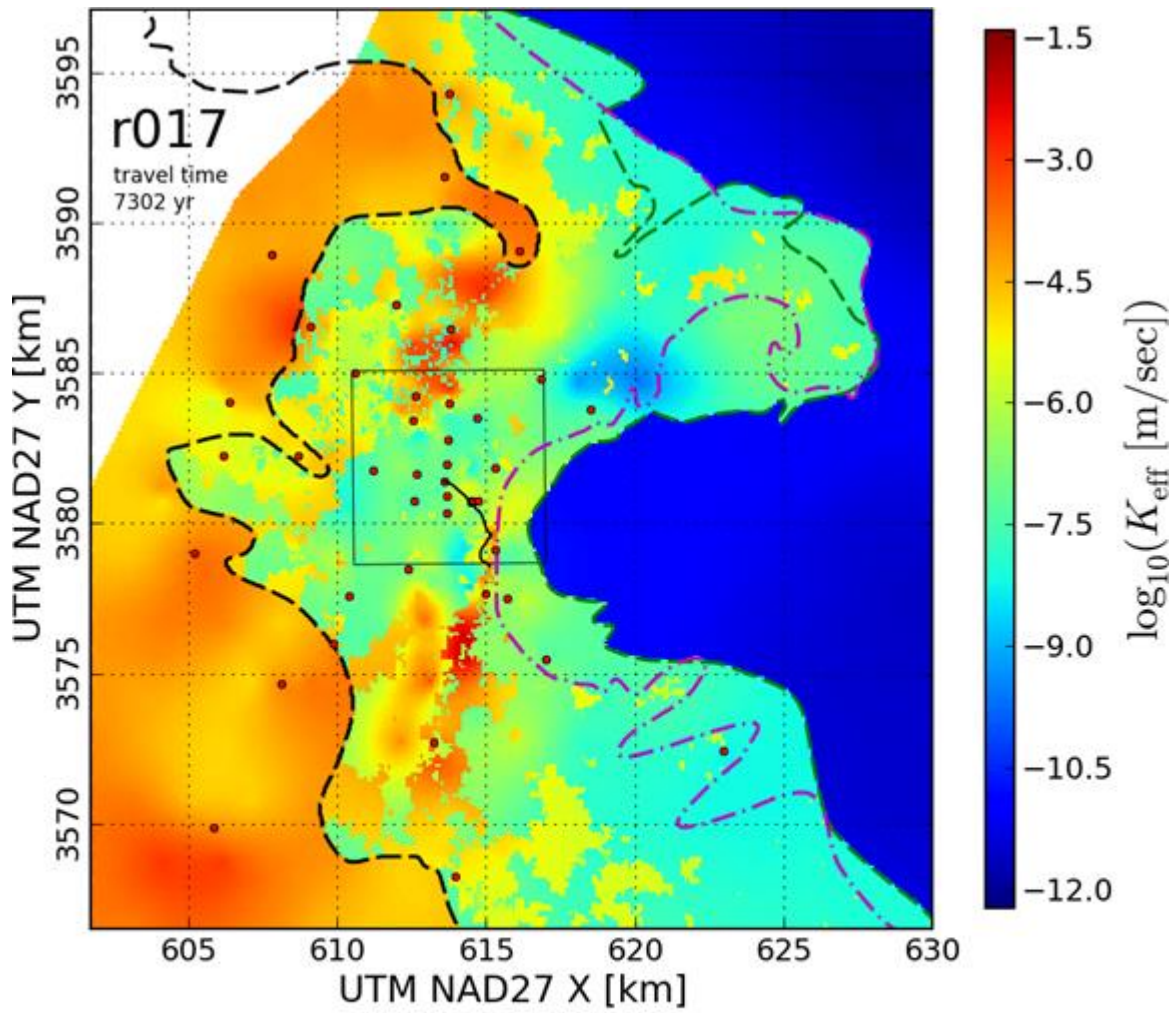 r017
travel time
7302 yr
3595
3590
3585
3580
3575
3570
UTM NAD27 Y [km]
605 610 615 620 625 630
UTM NAD27 X [km]
−1.5
−3.0
−4.5
−6.0
−7.5
−9.0
−10.5
−12.0
log₁₀(K_eff [m/sec])